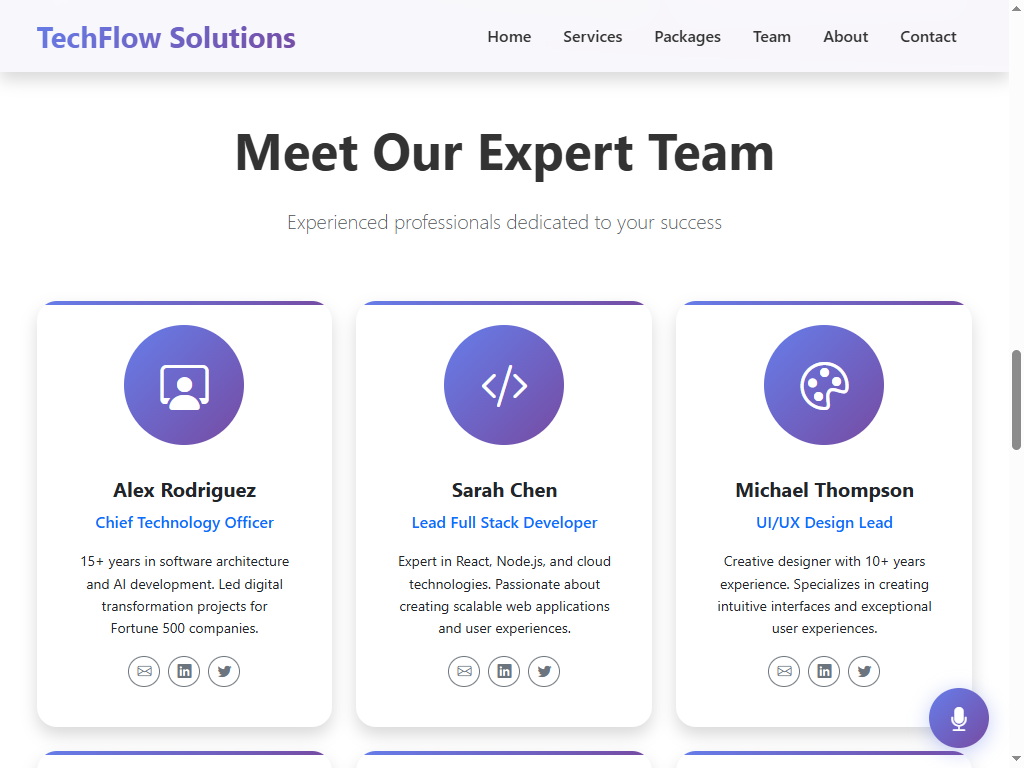 TechFlow Solutions
Home Services Packages Team About Contact
Meet Our Expert Team
Experienced professionals dedicated to your success
Alex Rodriguez
Chief Technology Officer
15+ years in software architecture
and AI development. Led digital
transformation projects for
Fortune 500 companies.
Sarah Chen
Lead Full Stack Developer
Expert in React, Node.js, and cloud
technologies. Passionate about
creating scalable web applications
and user experiences.
Michael Thompson
UI/UX Design Lead
Creative designer with 10+ years
experience. Specializes in creating
intuitive interfaces and exceptional
user experiences.